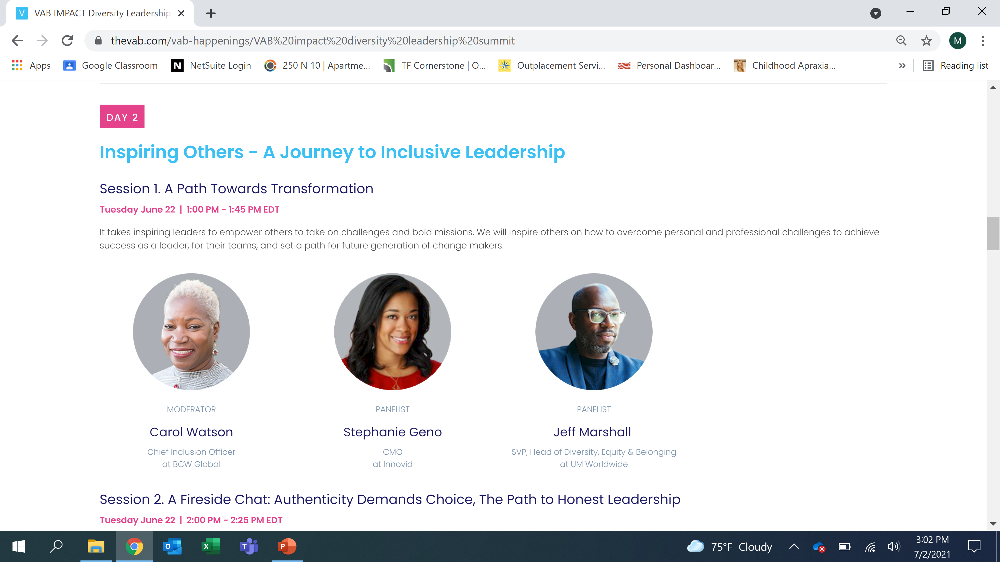 V VAB IMPACT Diversity Leadership
thevab.com/vab-happenings/VAB%20impact%20diversity%20leadership%20summit
M
Apps Google Classroom N NetSuite Login 250 N 10 | Apartme... TF Cornerstone | O... Outplacement Servi... Personal Dashboar... Childhood Apraxia... » Reading list
DAY 2
Inspiring Others - A Journey to Inclusive Leadership
Session 1. A Path Towards Transformation
Tuesday June 22 | 1:00 PM - 1:45 PM EDT
It takes inspiring leaders to empower others to take on challenges and bold missions. We will inspire others on how to overcome personal and professional challenges to achieve
success as a leader, for their teams, and set a path for future generation of change makers.
MODERATOR PANELIST PANELIST
Carol Watson Stephanie Geno Jeff Marshall
Chief Inclusion Officer CMO SVP, Head of Diversity, Equity & Belonging
at BCW Global at Innovid at UM Worldwide
Session 2. A Fireside Chat: Authenticity Demands Choice, The Path to Honest Leadership
Tuesday June 22 | 2:00 PM - 2:25 PM EDT
O X T P 75°F Cloudy 3:02 PM
7/2/2021